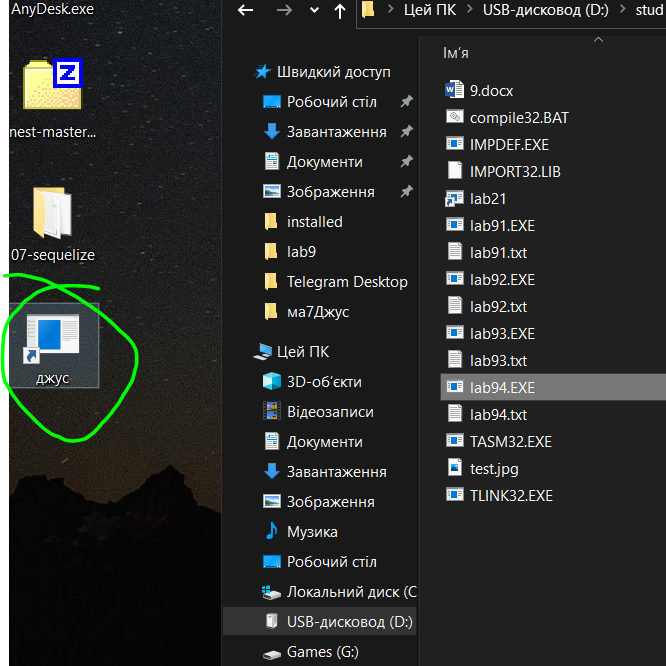 AnyDesk.exe
Z
nest-master...
07-sequelize
джус
Цей ПК
USB-дисковод (D:)
stud
Швидкий доступ
Робочий стіл
Завантаження
Документи
Зображення
installed
lab9
Telegram Desktop
ма7Джус
Цей ПК
3D-об'єкти
Відеозаписи
Документи
Завантаження
Зображення
Музика
Робочий стіл
Локальний диск (C
USB-дисковод (D:)
Games (G:)
Ім'я
9.docx
compile32.BAT
IMPDEF.EXE
IMPORT32.LIB
lab21
lab91.EXE
lab91.txt
lab92.EXE
lab92.txt
lab93.EXE
lab93.txt
lab94.EXE
lab94.txt
TASM32.EXE
test.jpg
TLINK32.EXE